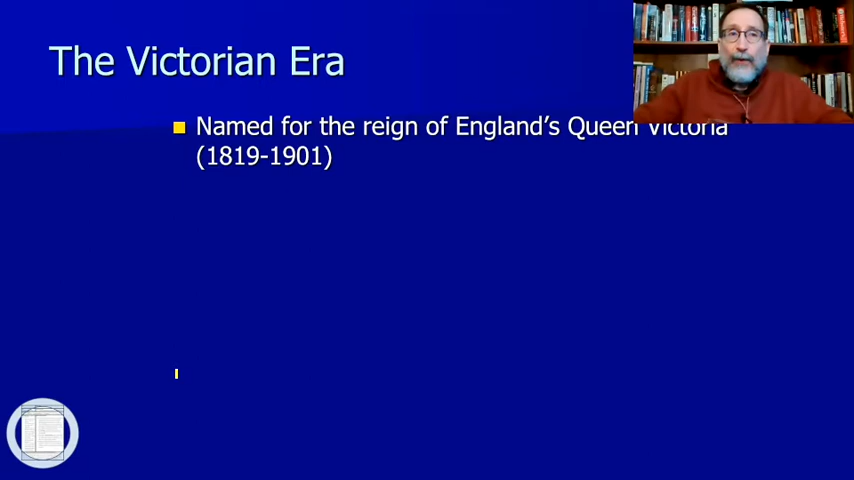 The Victorian Era
Named for the reign of England's Queen Victoria
(1819-1901)